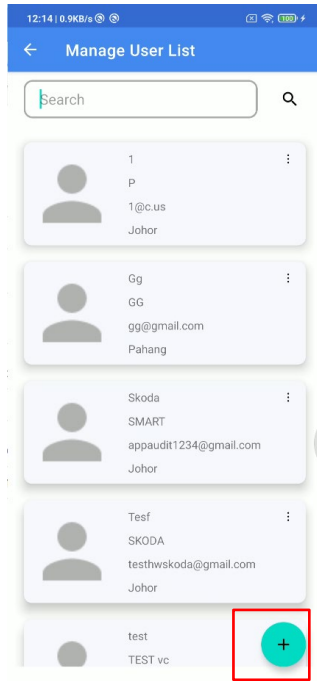 12:14 | 0.9KB/s
100
Manage User List
Search
1
P
1@c.us
Johor
Gg
GG
gg@gmail.com
Pahang
Skoda
SMART
appaudit1234@gmail.com
Johor
Tesf
SKODA
testhwskoda@gmail.com
Johor
test
TEST vc
+